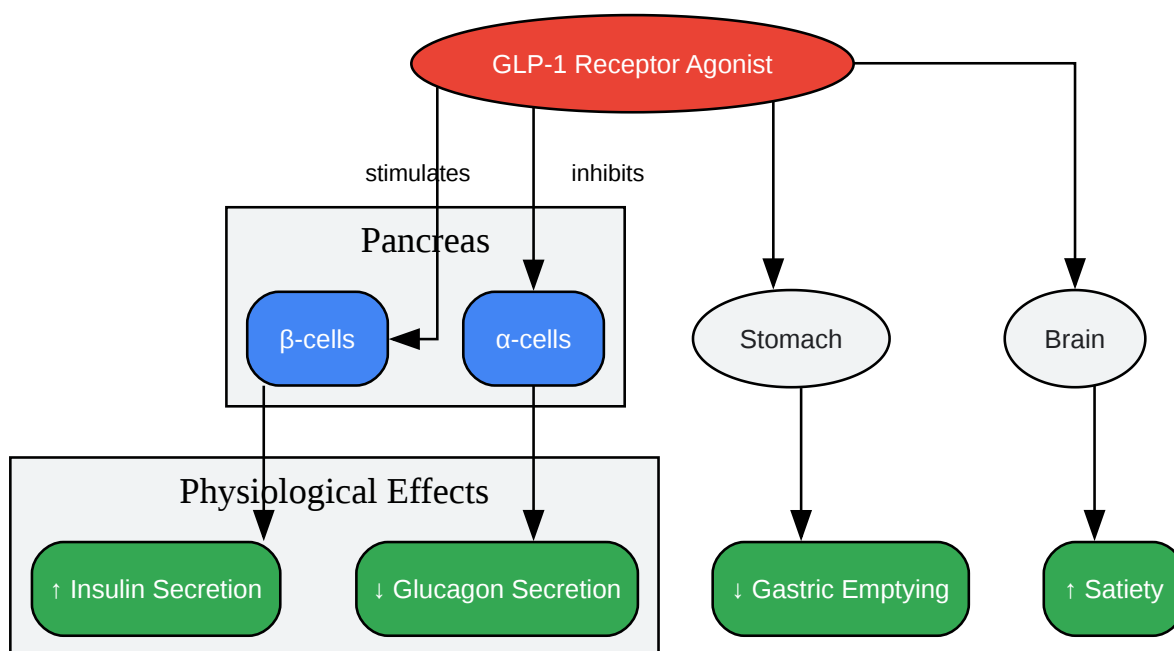 GLP-1 Receptor Agonist
stimulates
inhibits
Pancreas
β-cells
α-cells
Stomach
Brain
Physiological Effects
↑ Insulin Secretion
↓ Glucagon Secretion
↓ Gastric Emptying
↑ Satiety